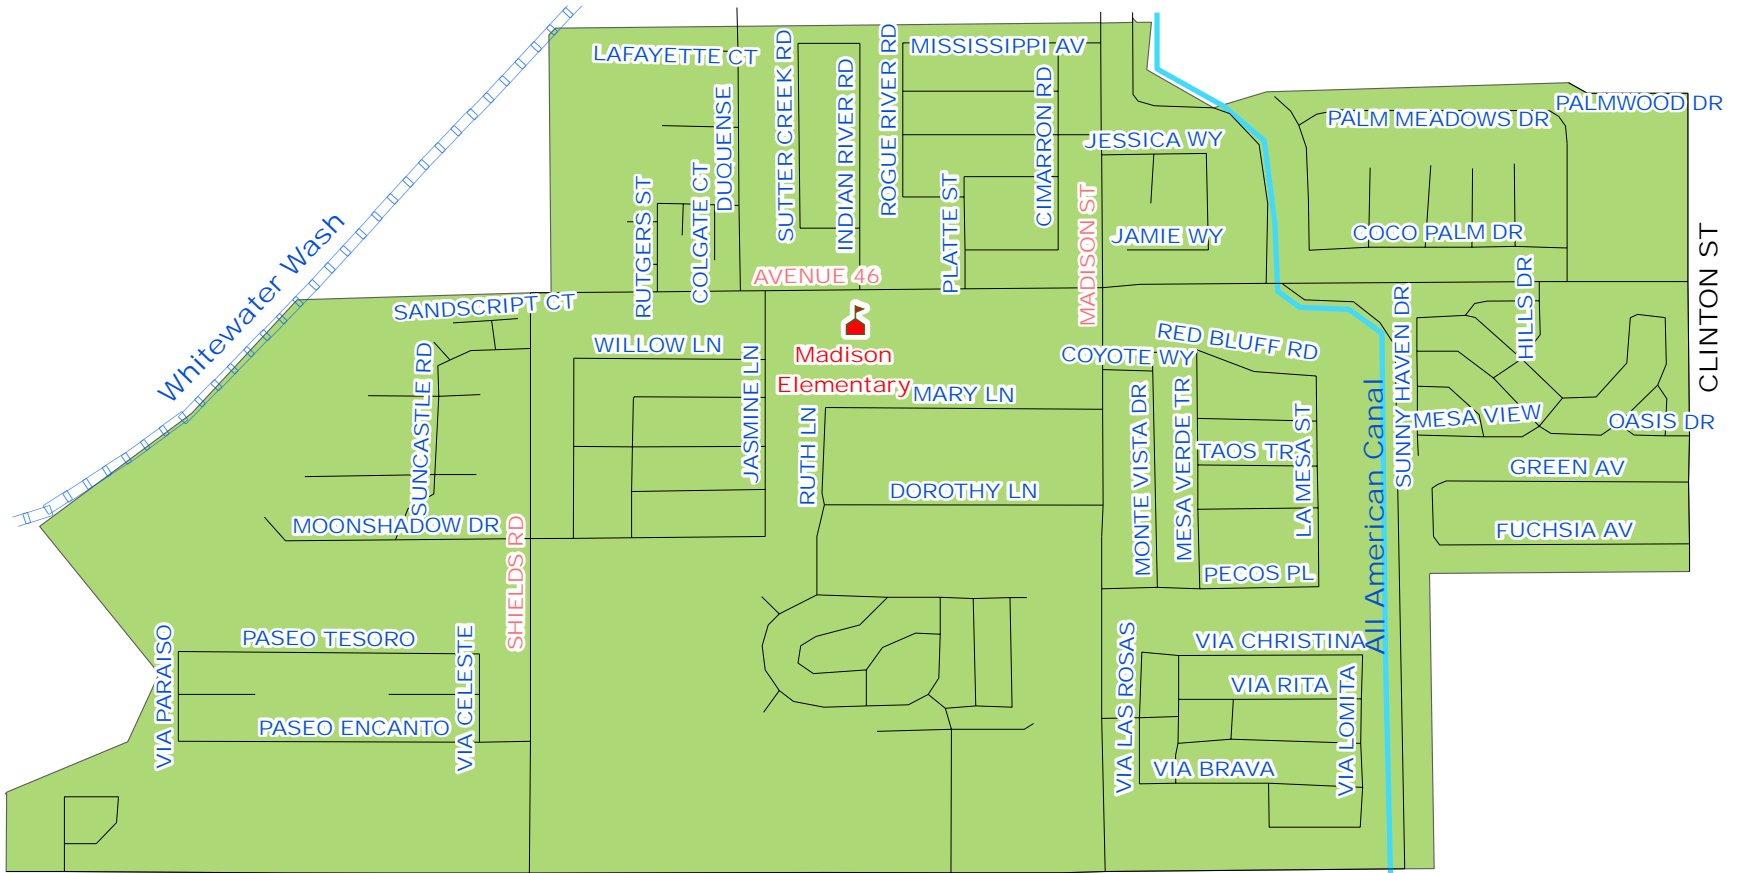 LAFAYETTE CT
SUTTER CREEK RD
INDIAN RIVER RD
ROGUE RIVER RD
MISSISSIPPI AV
CIMARRON RD
PALMWOOD DR
PALM MEADOWS DR
JESSICA WY
DUQUENSE
COLGATE CT
RUTGERS ST
PLATTE ST
MADISON ST
JAMIE WY
COCO PALM DR
HILLS DR
CLINTON ST
Whitewater Wash
AVENUE 46
SANDSCRIPT CT
SUNCASTLE RD
WILLOW LN
JASMINE LN
Madison
Elementary
MARY LN
RUTH LN
DOROTHY LN
COYOTE WY
RED BLUFF RD
MONTE VISTA DR
MESA VERDE TR
TAOS TR
LA MESA ST
All American Canal
SUNNY HAVEN DR
MESA VIEW
OASIS DR
GREEN AV
FUCHSIA AV
MOONSHADOW DR
SHIELDS RD
PECOS PL
PASEO TESORO
VIA PARAISO
VIA CELESTE
PASEO ENCANTO
VIA LAS ROSAS
VIA CHRISTINA
VIA RITA
VIA LOMITA
VIA BRAVA